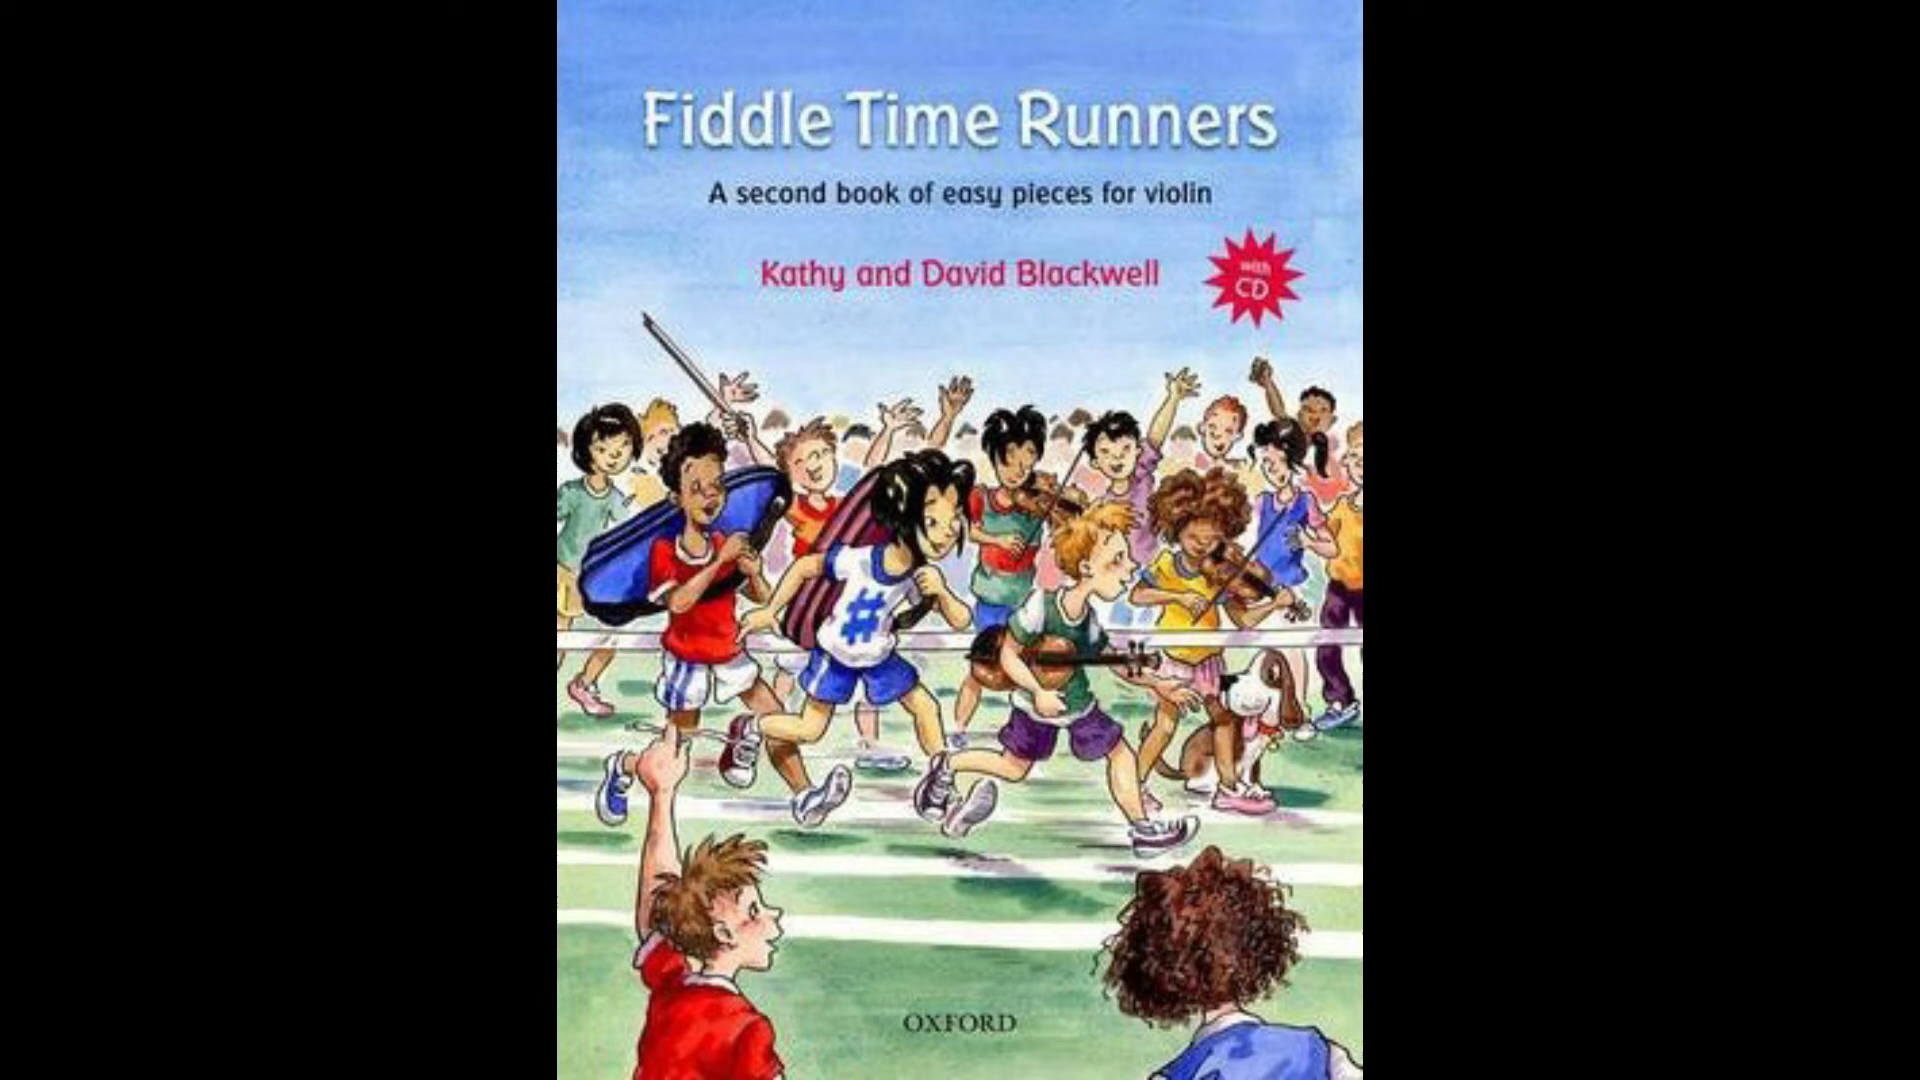 Fiddle Time Runners
A second book of easy pieces for violin
Kathy and David Blackwell
with
CD
#
OXFORD